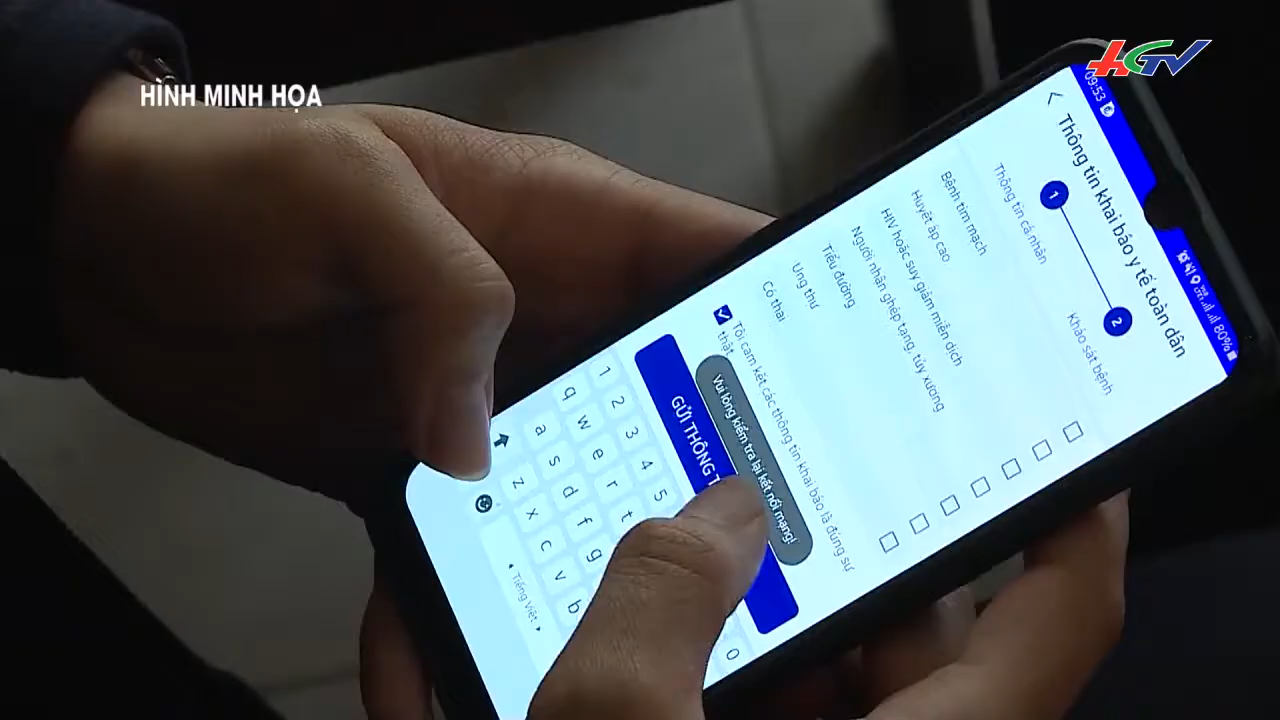 HÌNH MINH HỌA
HGTV
09:53
80%
Thông tin khai báo y tế toàn dân
1
2
Thông tin cá nhân
Khảo sát bệnh
Bệnh tim mạch
Huyết áp cao
HIV hoặc suy giảm miễn dịch
Người nhận ghép tạng, tủy xương
Tiểu đường
Ung thư
Có thai
Tôi cam kết các thông tin khai báo là đúng sự
thật
Vui lòng kiểm tra lại kết nối mạng!
GỬI THÔNG T
1 2 3 4 5 0
q w e r t
a s d f g
z x c v b
Tiếng Việt